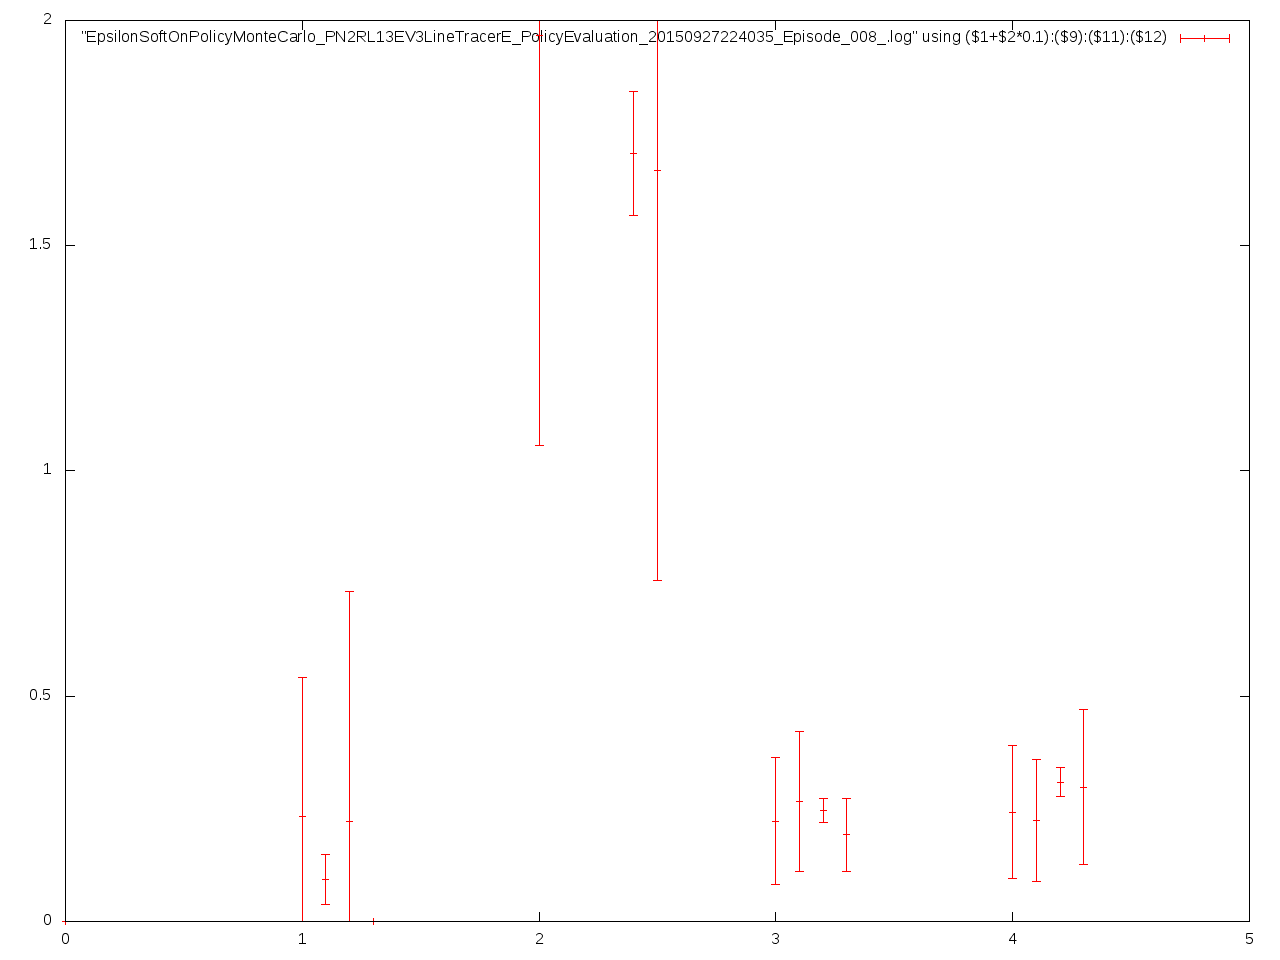 2
"EpsilonSoftOnPolicyMonteCarlo_PN2RL13EV3LineTracerE_PolicyEvaluation_20150927224035_Episode_008_.log" using ($1+$2*0.1):($9):($11):($12)
1.5
1
0.5
0
0 1 2 3 4 5